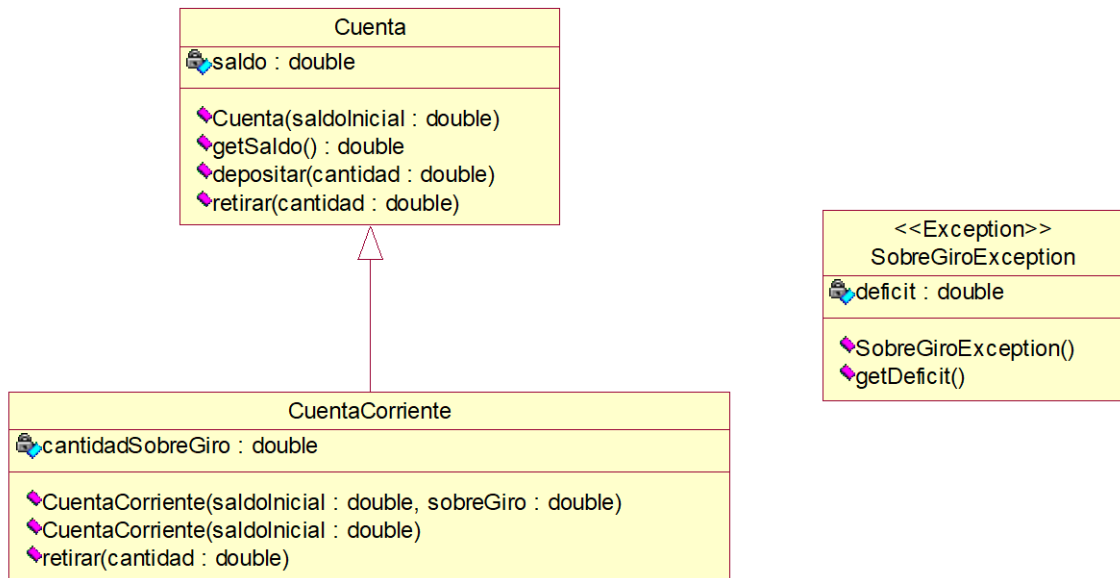 Cuenta
saldo : double
Cuenta(saldoInicial : double)
getSaldo() : double
depositar(cantidad : double)
retirar(cantidad : double)
<<Exception>>
SobreGiroException
deficit : double
SobreGiroException()
getDeficit()
CuentaCorriente
cantidadSobreGiro : double
CuentaCorriente(saldoInicial : double, sobreGiro : double)
CuentaCorriente(saldoInicial : double)
retirar(cantidad : double)